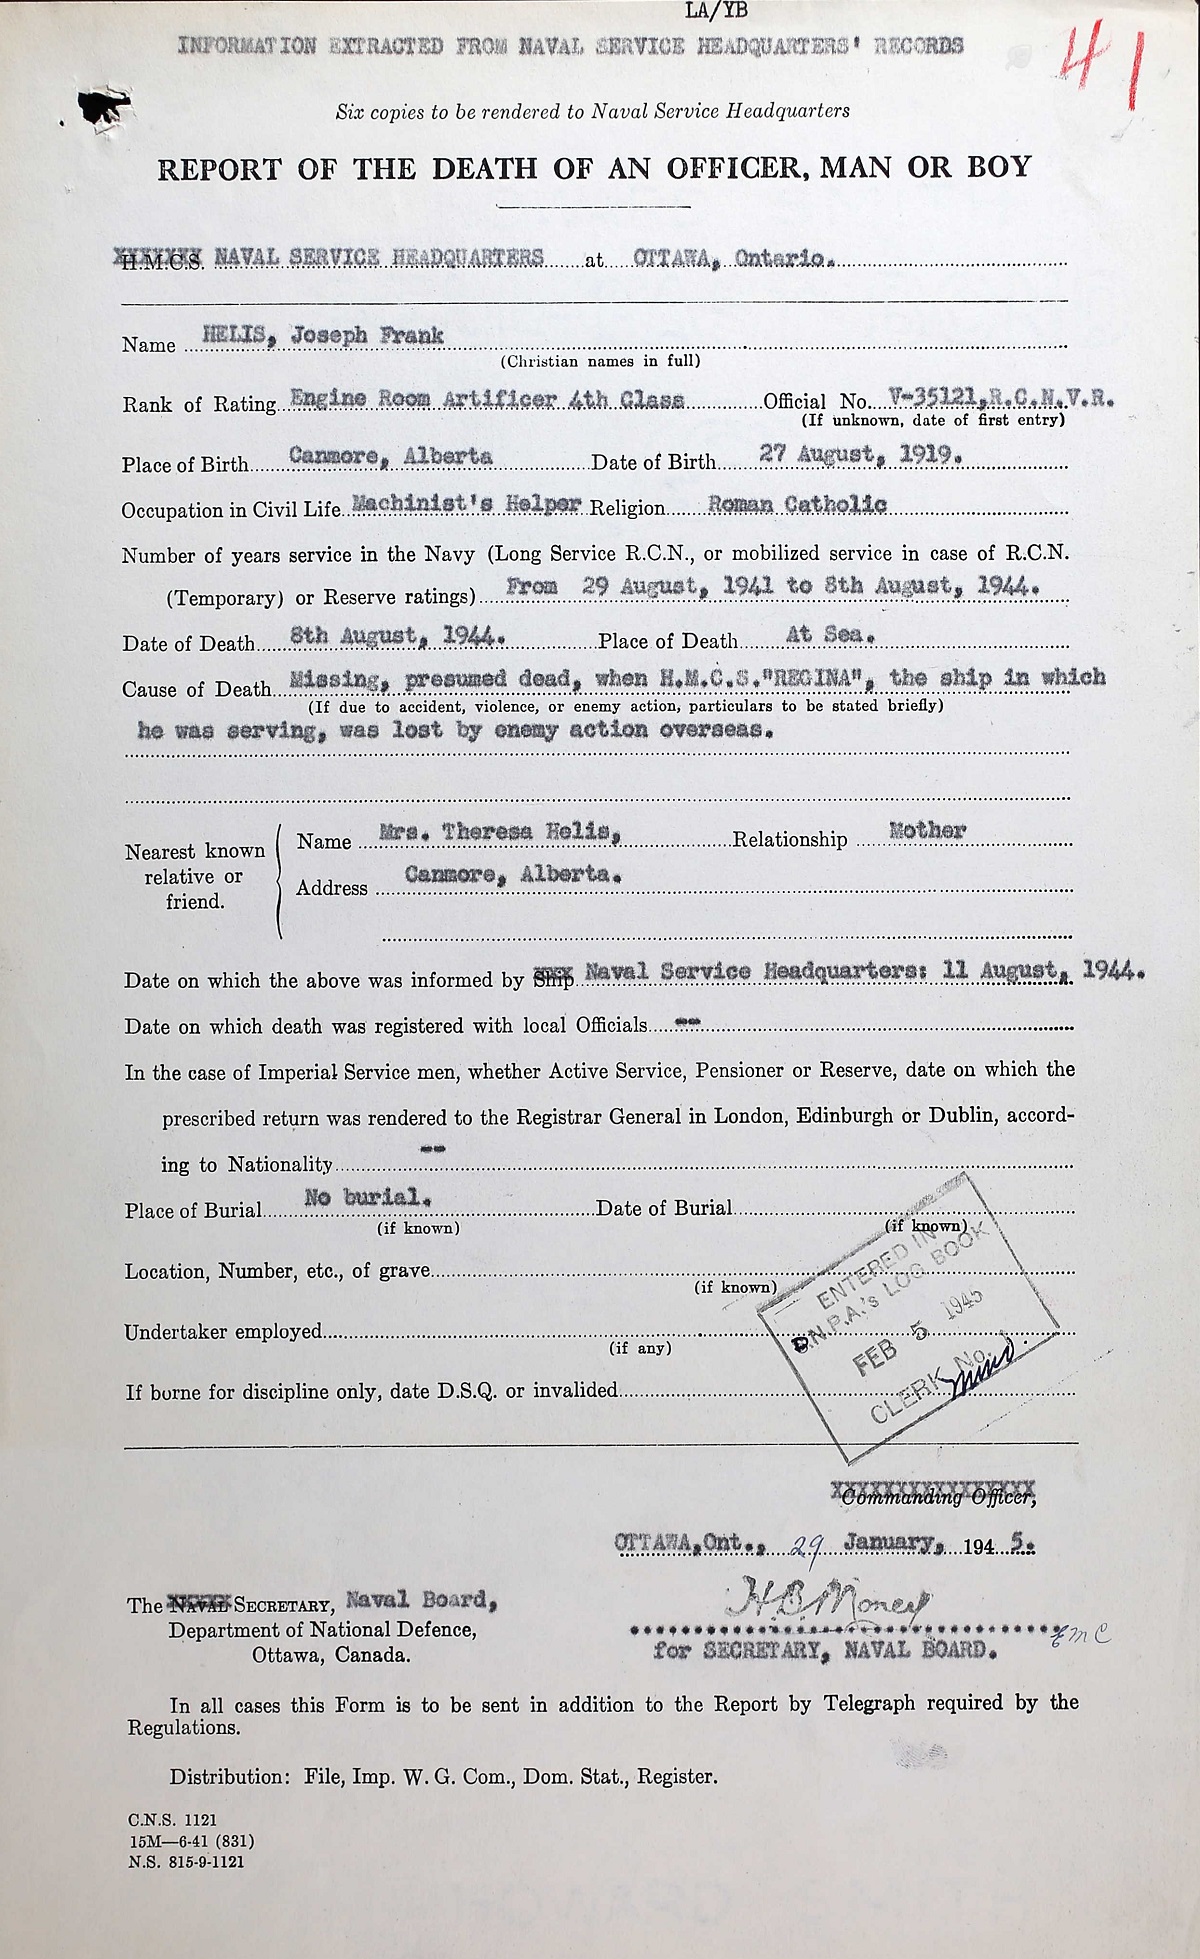 LA/YB
INFORMATION EXTRACTED FROM NAVAL SERVICE HEADQUARTERS' RECORDS
41
Six copies to be rendered to Naval Service Headquarters
REPORT OF THE DEATH OF AN OFFICER, MAN OR BOY
H.M.C.S. NAVAL SERVICE HEADQUARTERS at OTTAWA, Ontario.
Name HELIS, Joseph Frank
(Christian names in full)
Rank of Rating Engine Room Artificer 4th Class Official No. V-35121,R.C.N.V.R.
(If unknown, date of first entry)
Place of Birth Canmore, Alberta Date of Birth 27 August, 1919.
Occupation in Civil Life Machinist's Helper Religion Roman Catholic
Number of years service in the Navy (Long Service R.C.N., or mobilized service in case of R.C.N.
(Temporary) or Reserve ratings) From 29 August, 1941 to 8th August, 1944.
Date of Death 8th August, 1944. Place of Death At Sea.
Cause of Death Missing, presumed dead, when H.M.C.S."REGINA", the ship in which
(If due to accident, violence, or enemy action, particulars to be stated briefly)
he was serving, was lost by enemy action overseas.
Nearest known relative or friend.
Name Mrs. Theresa Helis, Relationship Mother
Address Canmore, Alberta.
Date on which the above was informed by Ship Naval Service Headquarters: 11 August, 1944.
Date on which death was registered with local Officials --
In the case of Imperial Service men, whether Active Service, Pensioner or Reserve, date on which the
prescribed return was rendered to the Registrar General in London, Edinburgh or Dublin, accord-
ing to Nationality --
Place of Burial No burial. Date of Burial
(if known) (if known)
Location, Number, etc., of grave
(if known)
Undertaker employed
(if any)
If borne for discipline only, date D.S.Q. or invalided
ENTERED IN
D.N.P.A.'s LOG BOOK
FEB 5 1945
CLERK No.
Commanding Officer,
OTTAWA,Ont., 29 January, 1945.
H.B. Money
The NAVAL SECRETARY, Naval Board,
Department of National Defence,
Ottawa, Canada.
for SECRETARY, NAVAL BOARD. EMC
In all cases this Form is to be sent in addition to the Report by Telegraph required by the
Regulations.
Distribution: File, Imp. W. G. Com., Dom. Stat., Register.
C.N.S. 1121
15M—6-41 (831)
N.S. 815-9-1121